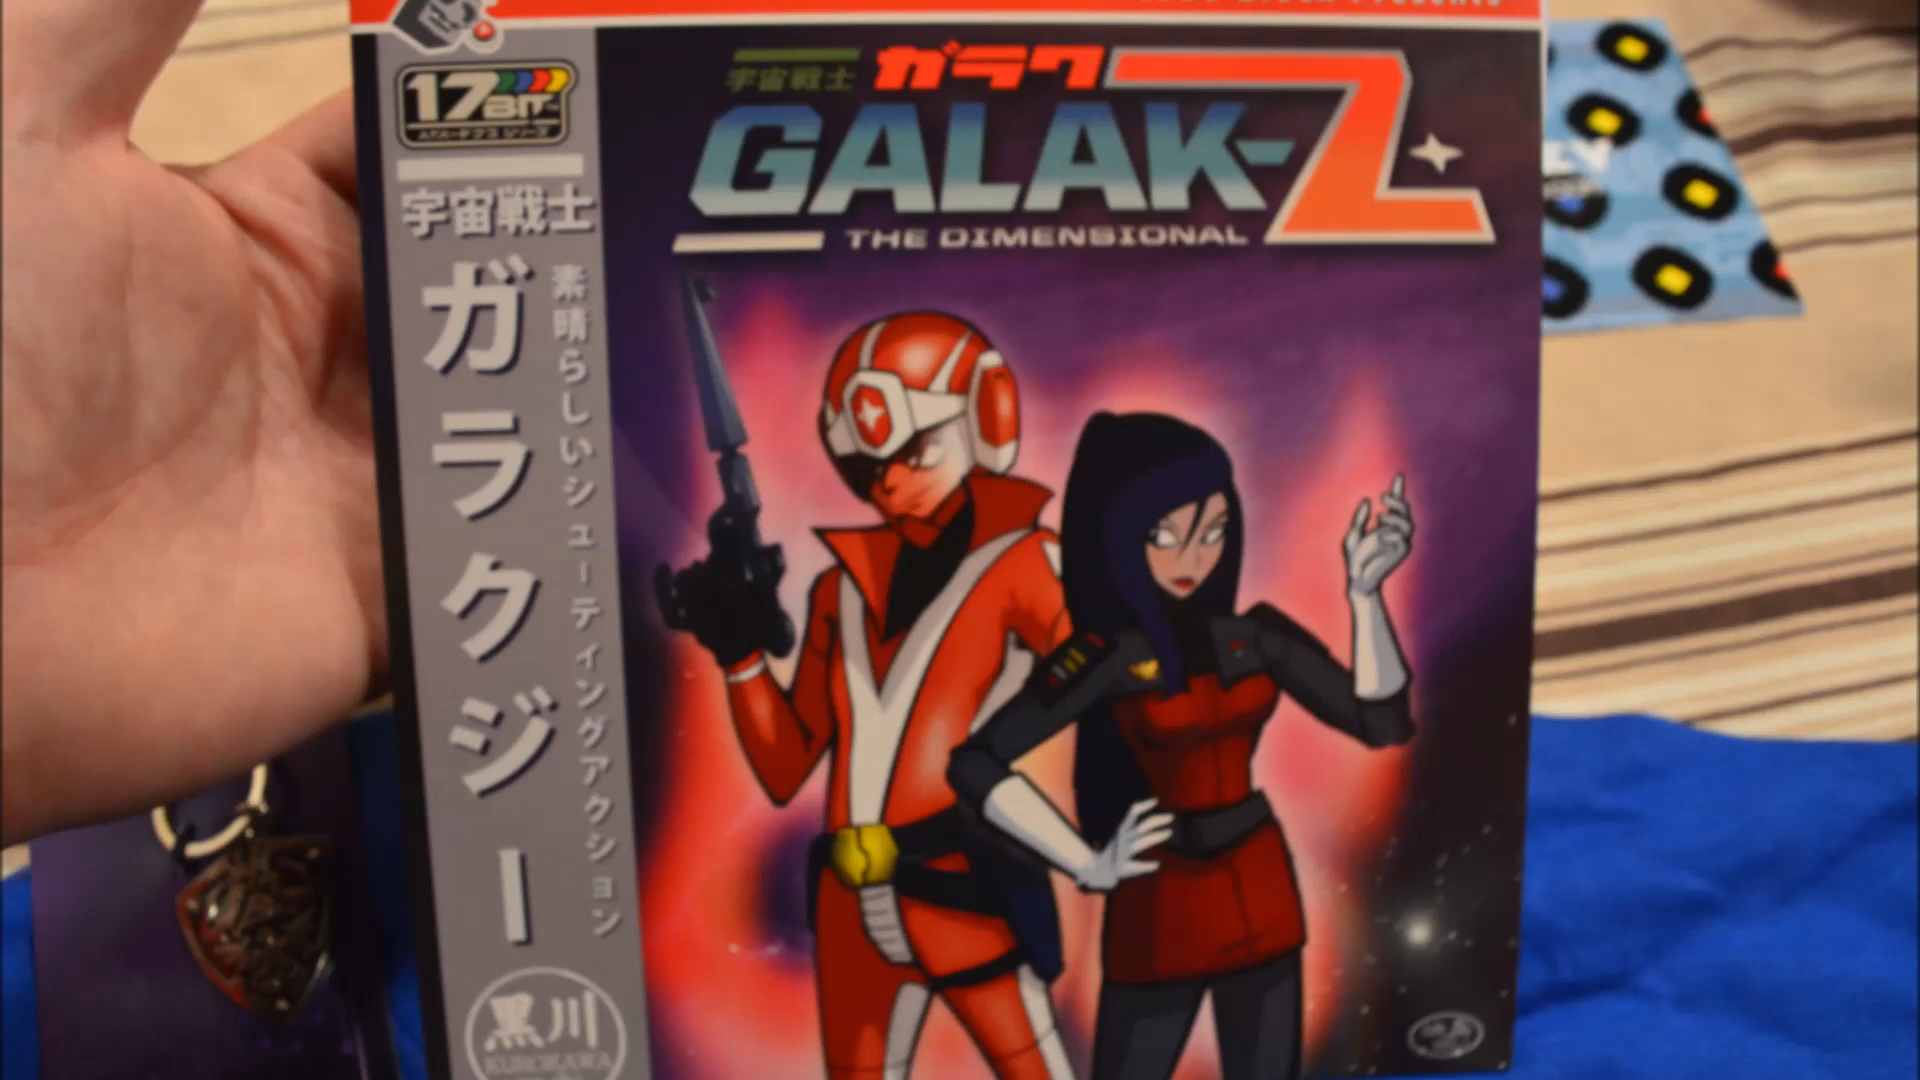 17BIT
宇宙戦士
ガラクジー
素晴らしいシューティングアクション
黒川
KUROKAWA
宇宙戦士 ガラク
GALAK-Z
THE DIMENSIONAL